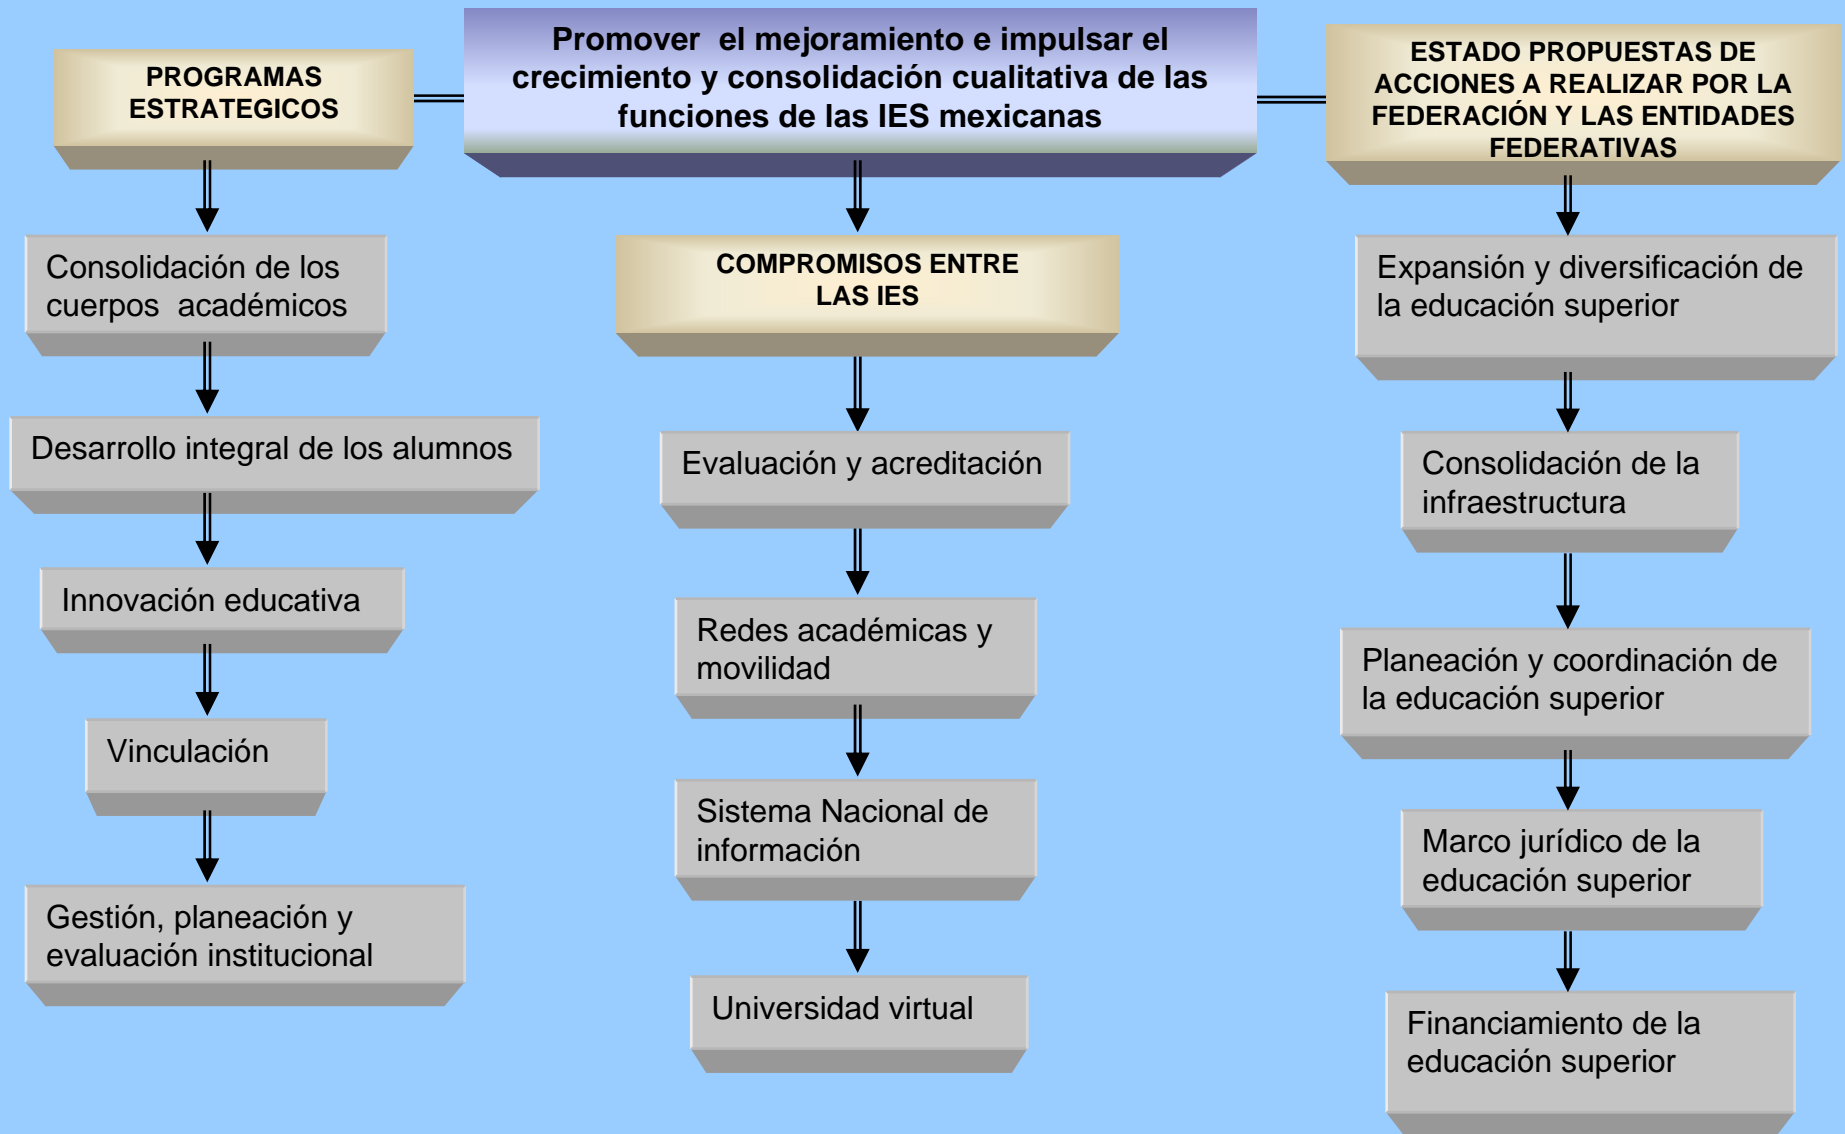 Promover  el mejoramiento e impulsar el
crecimiento y consolidación cualitativa de las
funciones de las IES mexicanas
PROGRAMAS
ESTRATEGICOS
Consolidación de los
cuerpos  académicos
Desarrollo integral de los alumnos
Innovación educativa
Vinculación
Gestión, planeación y
evaluación institucional
COMPROMISOS ENTRE
LAS IES
Evaluación y acreditación
Redes académicas y
movilidad
Sistema Nacional de
información
Universidad virtual
ESTADO PROPUESTAS DE
ACCIONES A REALIZAR POR LA
FEDERACIÓN Y LAS ENTIDADES
FEDERATIVAS
Expansión y diversificación de
la educación superior
Consolidación de la
infraestructura
Planeación y coordinación de
la educación superior
Marco jurídico de la
educación superior
Financiamiento de la
educación superior